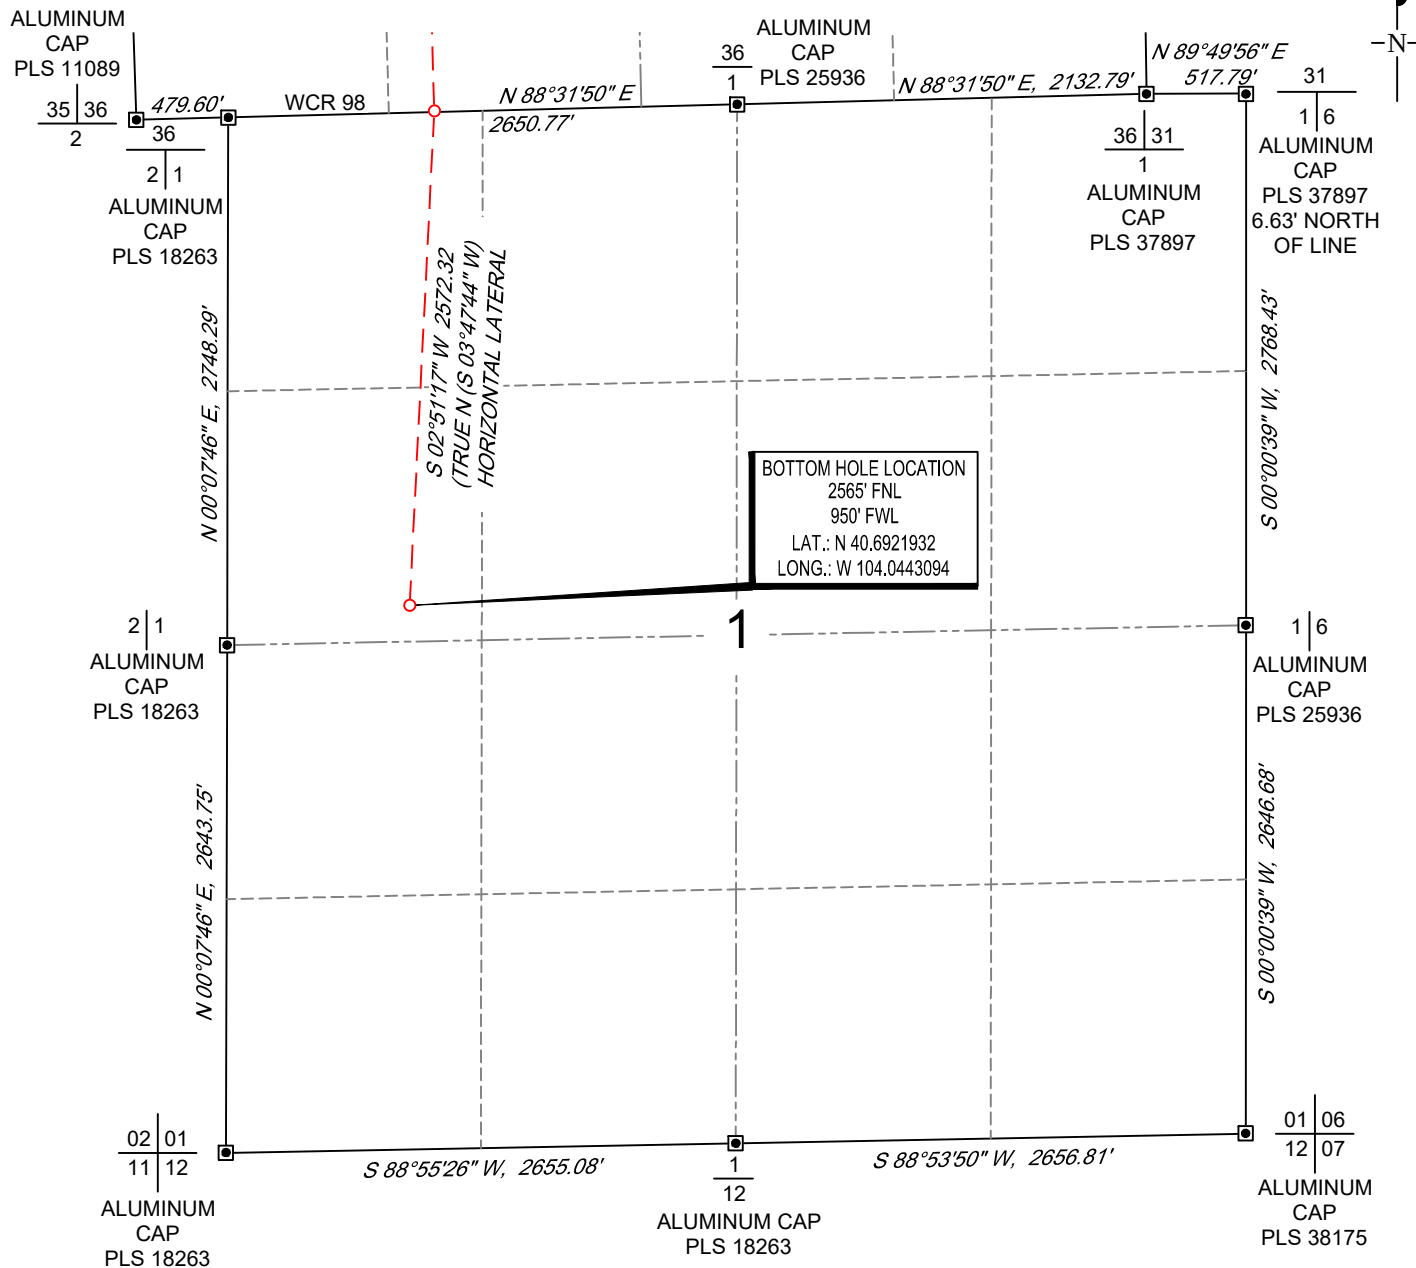 ALUMINUM
CAP
PLS 11089
35 36
2
479.60'
WCR 98
N 88°31'50" E
2650.77'
36
1
ALUMINUM
CAP
PLS 25936
N 88°31'50" E, 2132.79'
N 89°49'56" E
517.79'
-N-
31
1 6
ALUMINUM
CAP
PLS 37897
6.63' NORTH
OF LINE
36
2 1
ALUMINUM
CAP
PLS 18263
36 31
1
ALUMINUM
CAP
PLS 37897
N 00°07'46" E, 2748.29'
S 02°51'17" W 2572.32
(TRUE N (S 03°47'44" W)
HORIZONTAL LATERAL
S 00°00'39" W, 2768.43'
BOTTOM HOLE LOCATION
2565' FNL
950' FWL
LAT.: N 40.6921932
LONG.: W 104.0443094
1
2 1
ALUMINUM
CAP
PLS 18263
1 6
ALUMINUM
CAP
PLS 25936
N 00°07'46" E, 2643.75'
S 00°00'39" W, 2646.68'
02 01
11 12
ALUMINUM
CAP
PLS 18263
S 88°55'26" W, 2655.08'
1
12
ALUMINUM CAP
PLS 18263
S 88°53'50" W, 2656.81'
01 06
12 07
ALUMINUM
CAP
PLS 38175